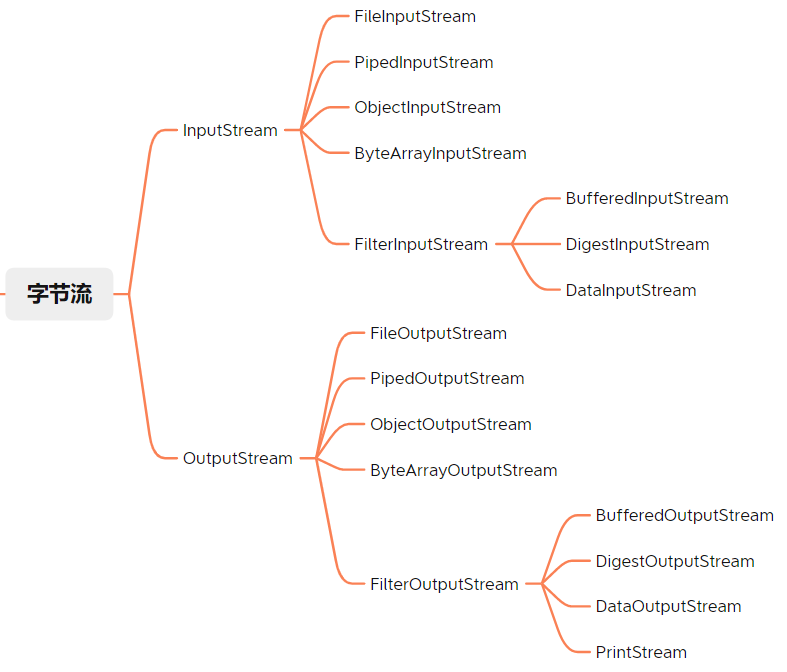 字节流
InputStream
FileInputStream
PipedInputStream
ObjectInputStream
ByteArrayInputStream
FilterInputStream
BufferedInputStream
DigestInputStream
DataInputStream
OutputStream
FileOutputStream
PipedOutputStream
ObjectOutputStream
ByteArrayOutputStream
FilterOutputStream
BufferedOutputStream
DigestOutputStream
DataOutputStream
PrintStream